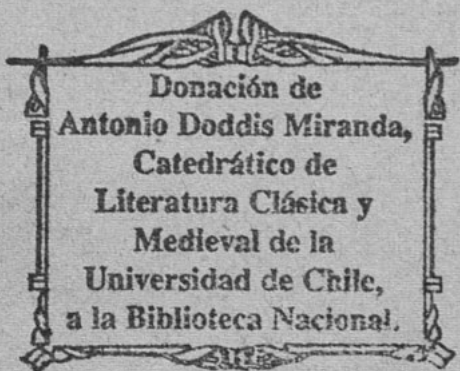 Donación de
Antonio Doddis Miranda,
Catedrático de
Literatura Clásica y
Medieval de la
Universidad de Chile,
a la Biblioteca Nacional.